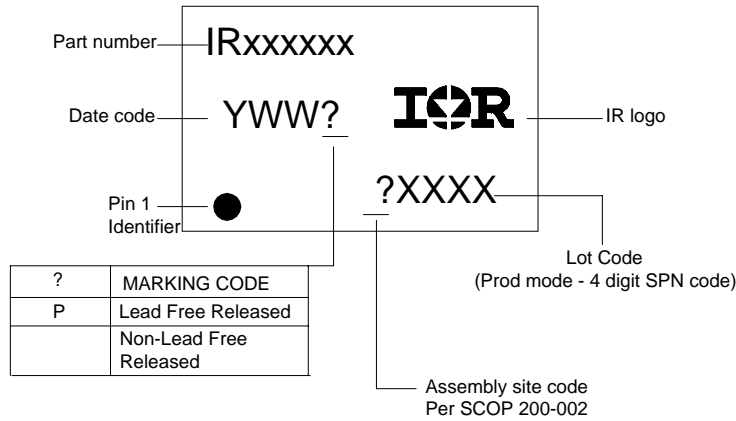 Part number
IRxxxxxx
Date code
YWW?
IOR
IR logo
?XXXX
Pin 1
Identifier
Lot Code
(Prod mode - 4 digit SPN code)
? MARKING CODE
P Lead Free Released
Non-Lead Free
Released
Assembly site code
Per SCOP 200-002